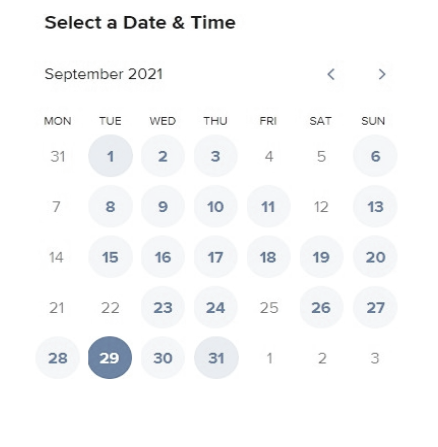 Select a Date & Time
September 2021
MON TUE WED THU FRI SAT SUN
31 1 2 3 4 5 6
7 8 9 10 11 12 13
14 15 16 17 18 19 20
21 22 23 24 25 26 27
28 29 30 31 1 2 3